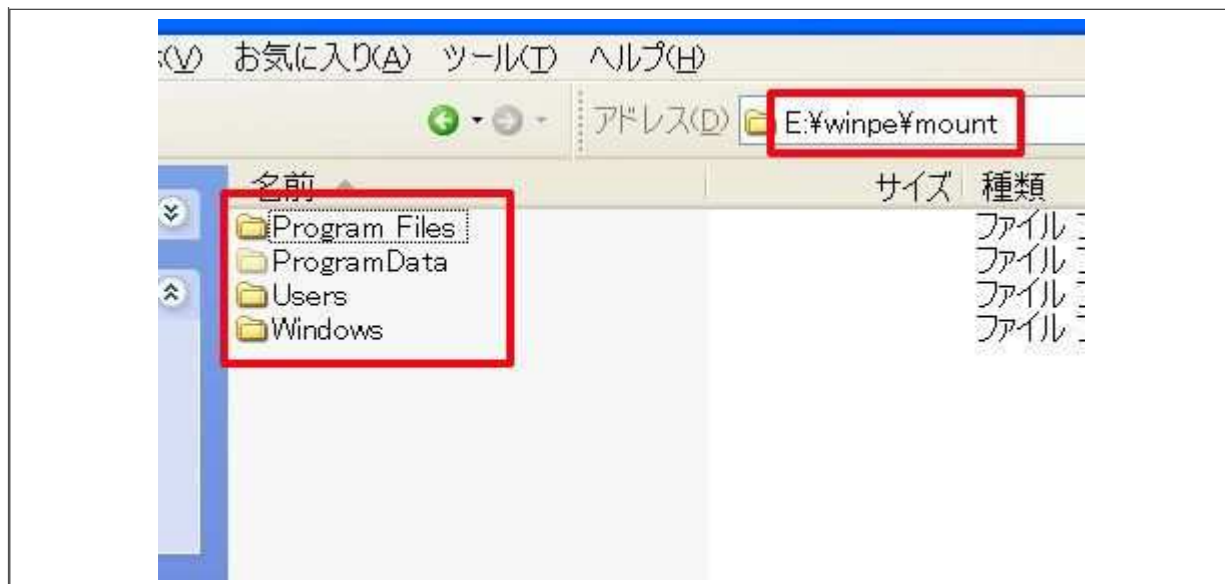 (V) お気に入り(A) ツール(T) ヘルプ(H)
アドレス(D) E:¥winpe¥mount
名前 サイズ 種類
Program Files ファイル
ProgramData ファイル
Users ファイル
Windows ファイル